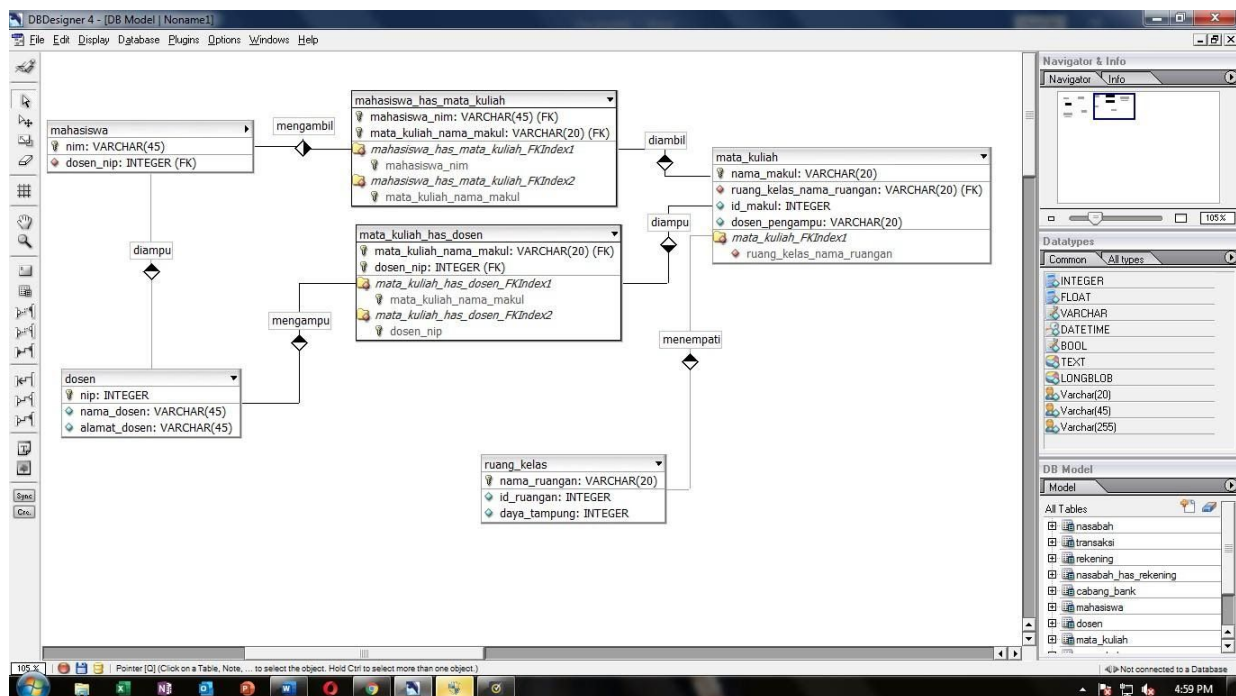 DBDesigner 4 - [DB Model | Noname1]
File Edit Display Database Plugins Options Windows Help
mahasiswa
nim: VARCHAR(45)
dosen_nip: INTEGER (FK)
mengambil
mahasiswa_has_mata_kuliah
mahasiswa_nim: VARCHAR(45) (FK)
mata_kuliah_nama_makul: VARCHAR(20) (FK)
mahasiswa_has_mata_kuliah_FKIndex1
mahasiswa_nim
mahasiswa_has_mata_kuliah_FKIndex2
mata_kuliah_nama_makul
diambil
mata_kuliah
nama_makul: VARCHAR(20)
ruang_kelas_nama_ruangan: VARCHAR(20) (FK)
id_makul: INTEGER
dosen_pengampu: VARCHAR(20)
mata_kuliah_FKIndex1
ruang_kelas_nama_ruangan
diampu
mata_kuliah_has_dosen
mata_kuliah_nama_makul: VARCHAR(20) (FK)
dosen_nip: INTEGER (FK)
mata_kuliah_has_dosen_FKIndex1
mata_kuliah_nama_makul
mata_kuliah_has_dosen_FKIndex2
dosen_nip
diampu
mengampu
menempati
dosen
nip: INTEGER
nama_dosen: VARCHAR(45)
alamat_dosen: VARCHAR(45)
ruang_kelas
nama_ruangan: VARCHAR(20)
id_ruangan: INTEGER
daya_tampung: INTEGER
Sync
Navigator & Info
Navigator Info
105%
Datatypes
Common All types
INTEGER
FLOAT
VARCHAR
DATETIME
BOOL
TEXT
LONGBLOB
Varchar(20)
Varchar(45)
Varchar(255)
DB Model
Model
All Tables
nasabah
transaksi
rekening
nasabah_has_rekening
cabang_bank
mahasiswa
dosen
mata_kuliah
105 % Pointer [Q] (Click on a Table, Note, ... to select the object. Hold Ctrl to select more than one object.)
Not connected to a Database
4:59 PM